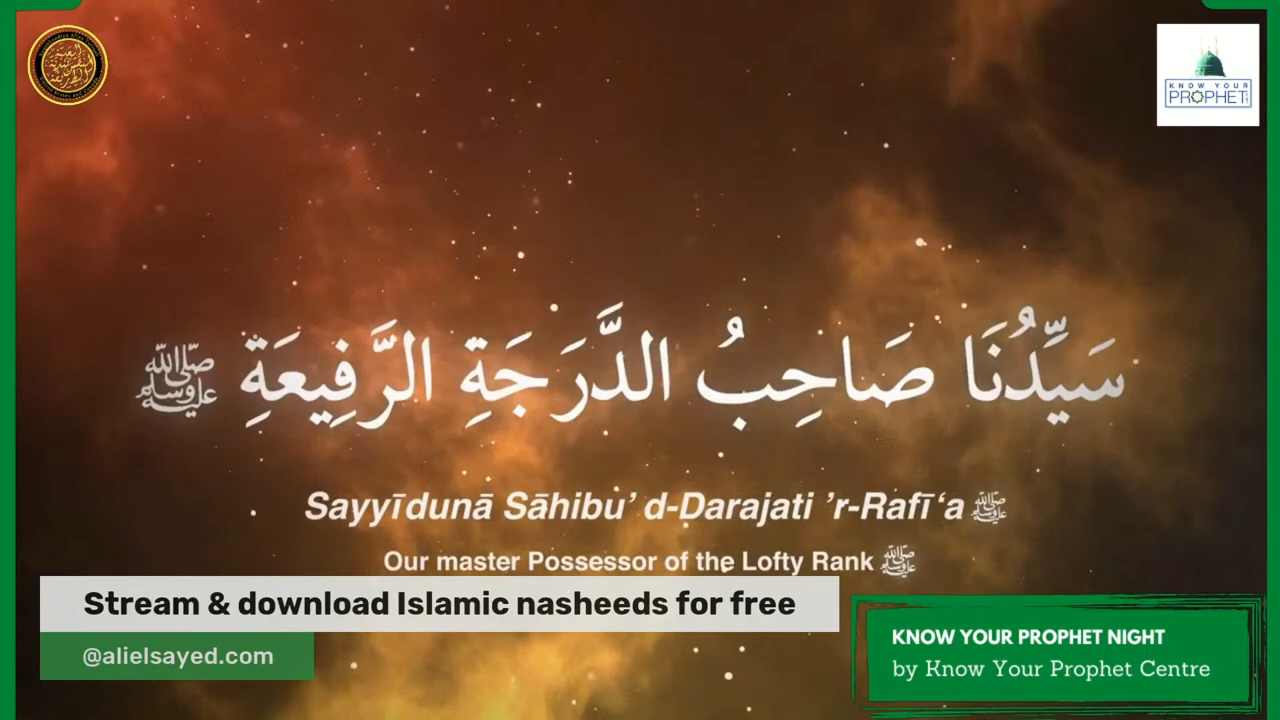 KNOW YOUR
PROPHET
سَيِّدُنَا صَاحِبُ الدَّرَجَةِ الرَّفِيعَةِ ﷺ
Sayyīdunā Sāhibu’ d-Darajati ’r-Rafī‘a ﷺ
Our master Possessor of the Lofty Rank ﷺ
Stream & download Islamic nasheeds for free
@alielsayed.com
KNOW YOUR PROPHET NIGHT
by Know Your Prophet Centre